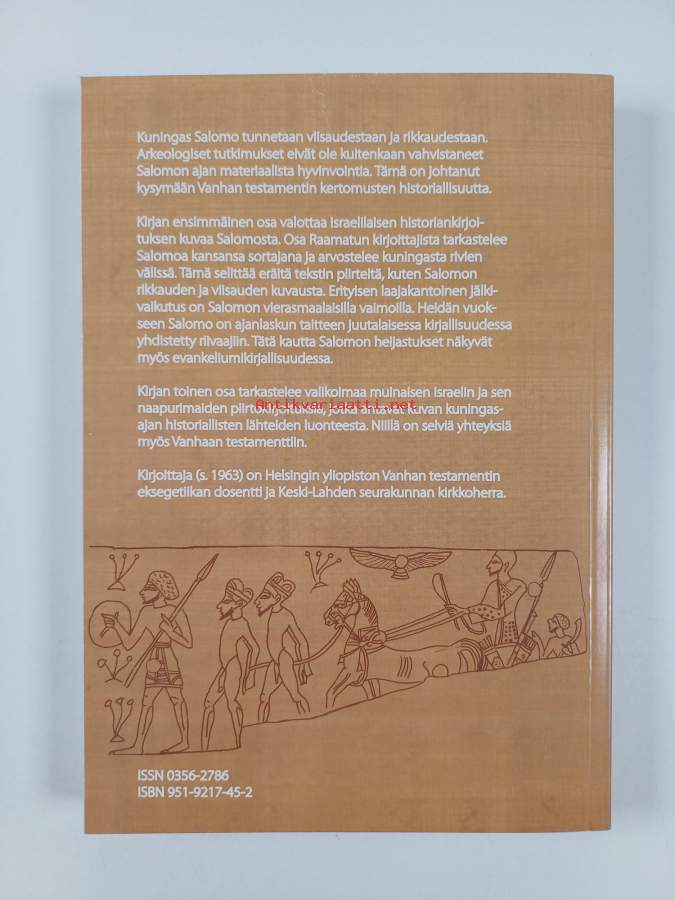 Kuningas Salomo tunnetaan viisaudestaan ja rikkaudestaan.
Arkeologiset tutkimukset eivät ole kuitenkaan vahvistaneet
Salomon ajan materiaalista hyvinvointia. Tämä on johtanut
kysymään Vanhan testamentin kertomusten historiallisuutta.
Kirjan ensimmäinen osa valottaa israelilaisen historiankirjoi-
tuksen kuvaa Salomosta. Osa Raamatun kirjoittajista tarkastelee
Salomoa kansansa sortajana ja arvostelee kuningasta rivien
välissä. Tämä selittää eräitä tekstin piirteitä, kuten Salomon
rikkauden ja viisauden kuvausta. Erityisen laajakantoinen jälki-
vaikutus on Salomon vierasmaalaisilla vaimoilla. Heidän vuok-
seen Salomo on ajanlaskun taitteen juutalaisessa kirjallisuudessa
yhdistetty riivaajiin. Tätä kautta Salomon heijastukset näkyvät
myös evankeliumikirjallisuudessa.
Kirjan toinen osa tarkastelee valikoimaa muinaisen Israelin ja sen
naapurimaiden piirtokirjoituksia, jotka antavat kuvan kuningas-
Antikvariaatti.net
ajan historiallisten lähteiden luonteesta. Niillä on selviä yhteyksiä
myös Vanhaan testamenttiin.
Kirjoittaja (s. 1963) on Helsingin yliopiston Vanhan testamentin
eksegetiikan dosentti ja Keski-Lahden seurakunnan kirkkoherra.
ISSN 0356-2786
ISBN 951-9217-45-2